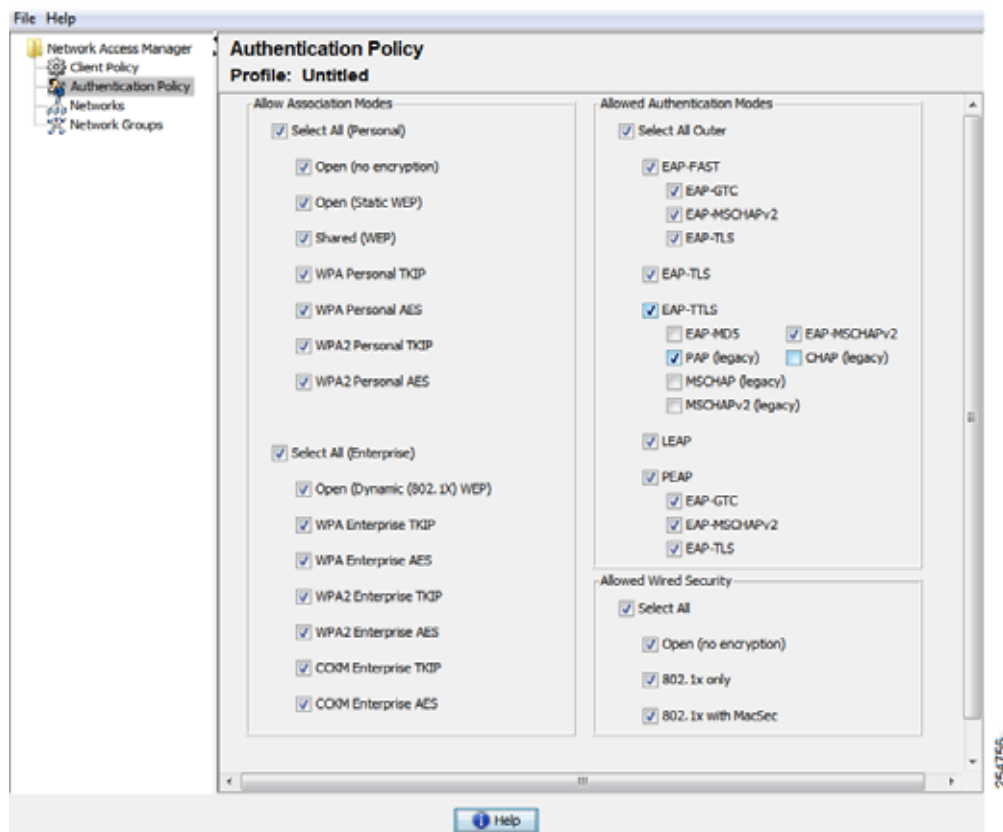 File Help
Network Access Manager
Client Policy
Authentication Policy
Networks
Network Groups
Authentication Policy
Profile: Untitled
Allow Association Modes
Select All (Personal)
Open (no encryption)
Open (Static WEP)
Shared (WEP)
WPA Personal TKIP
WPA Personal AES
WPA2 Personal TKIP
WPA2 Personal AES
Select All (Enterprise)
Open (Dynamic (802.1X) WEP)
WPA Enterprise TKIP
WPA Enterprise AES
WPA2 Enterprise TKIP
WPA2 Enterprise AES
CCKM Enterprise TKIP
CCKM Enterprise AES
Allowed Authentication Modes
Select All Outer
EAP-FAST
EAP-GTC
EAP-MSCHAPv2
EAP-TLS
EAP-TLS
EAP-TTLS
EAP-MD5 EAP-MSCHAPv2
PAP (legacy) CHAP (legacy)
MSCHAP (legacy)
MSCHAPv2 (legacy)
LEAP
PEAP
EAP-GTC
EAP-MSCHAPv2
EAP-TLS
Allowed Wired Security
Select All
Open (no encryption)
802.1x only
802.1x with MacSec
Help
254756